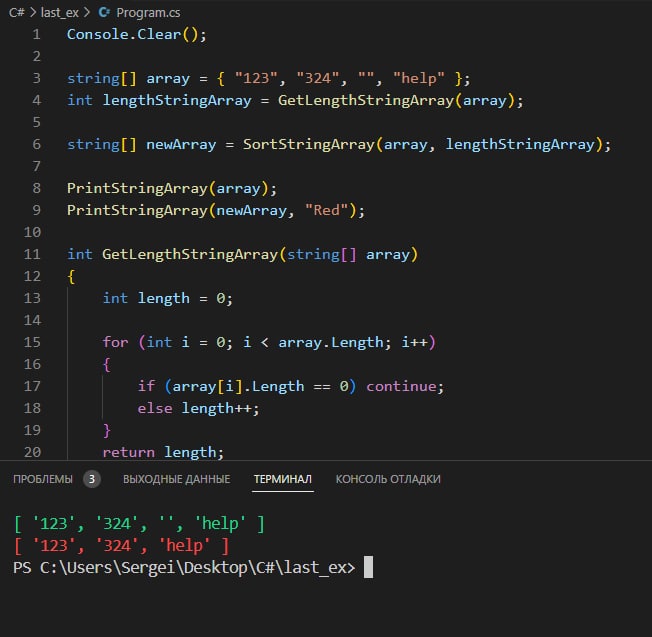 C# > last_ex > C# Program.cs
1 Console.Clear();
2
3 string[] array = { "123", "324", "", "help" };
4 int lengthStringArray = GetLengthStringArray(array);
5
6 string[] newArray = SortStringArray(array, lengthStringArray);
7
8 PrintStringArray(array);
9 PrintStringArray(newArray, "Red");
10
11 int GetLengthStringArray(string[] array)
12 {
13     int length = 0;
14
15     for (int i = 0; i < array.Length; i++)
16     {
17         if (array[i].Length == 0) continue;
18         else length++;
19     }
20     return length;
ПРОБЛЕМЫ 3 ВЫХОДНЫЕ ДАННЫЕ ТЕРМИНАЛ КОНСОЛЬ ОТЛАДКИ
[ '123', '324', '', 'help' ]
[ '123', '324', 'help' ]
PS C:\Users\Sergei\Desktop\C#\last_ex>